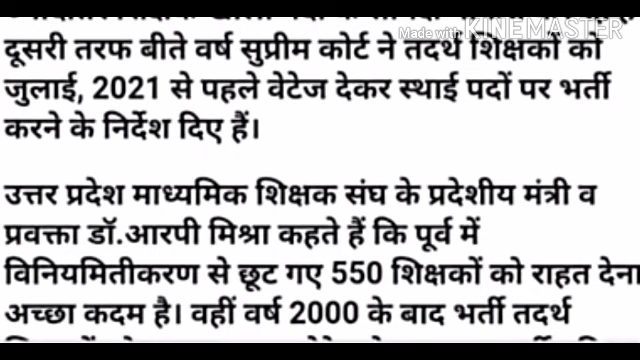 Made with KINEMASTER
दूसरी तरफ बीते वर्ष सुप्रीम कोर्ट ने तदर्थ शिक्षकों को
जुलाई, 2021 से पहले वेटेज देकर स्थाई पदों पर भर्ती
करने के निर्देश दिए हैं।
उत्तर प्रदेश माध्यमिक शिक्षक संघ के प्रदेशीय मंत्री व
प्रवक्ता डॉ.आरपी मिश्रा कहते हैं कि पूर्व में
विनियमितीकरण से छूट गए 550 शिक्षकों को राहत देना
अच्छा कदम है। वहीं वर्ष 2000 के बाद भर्ती तदर्थ